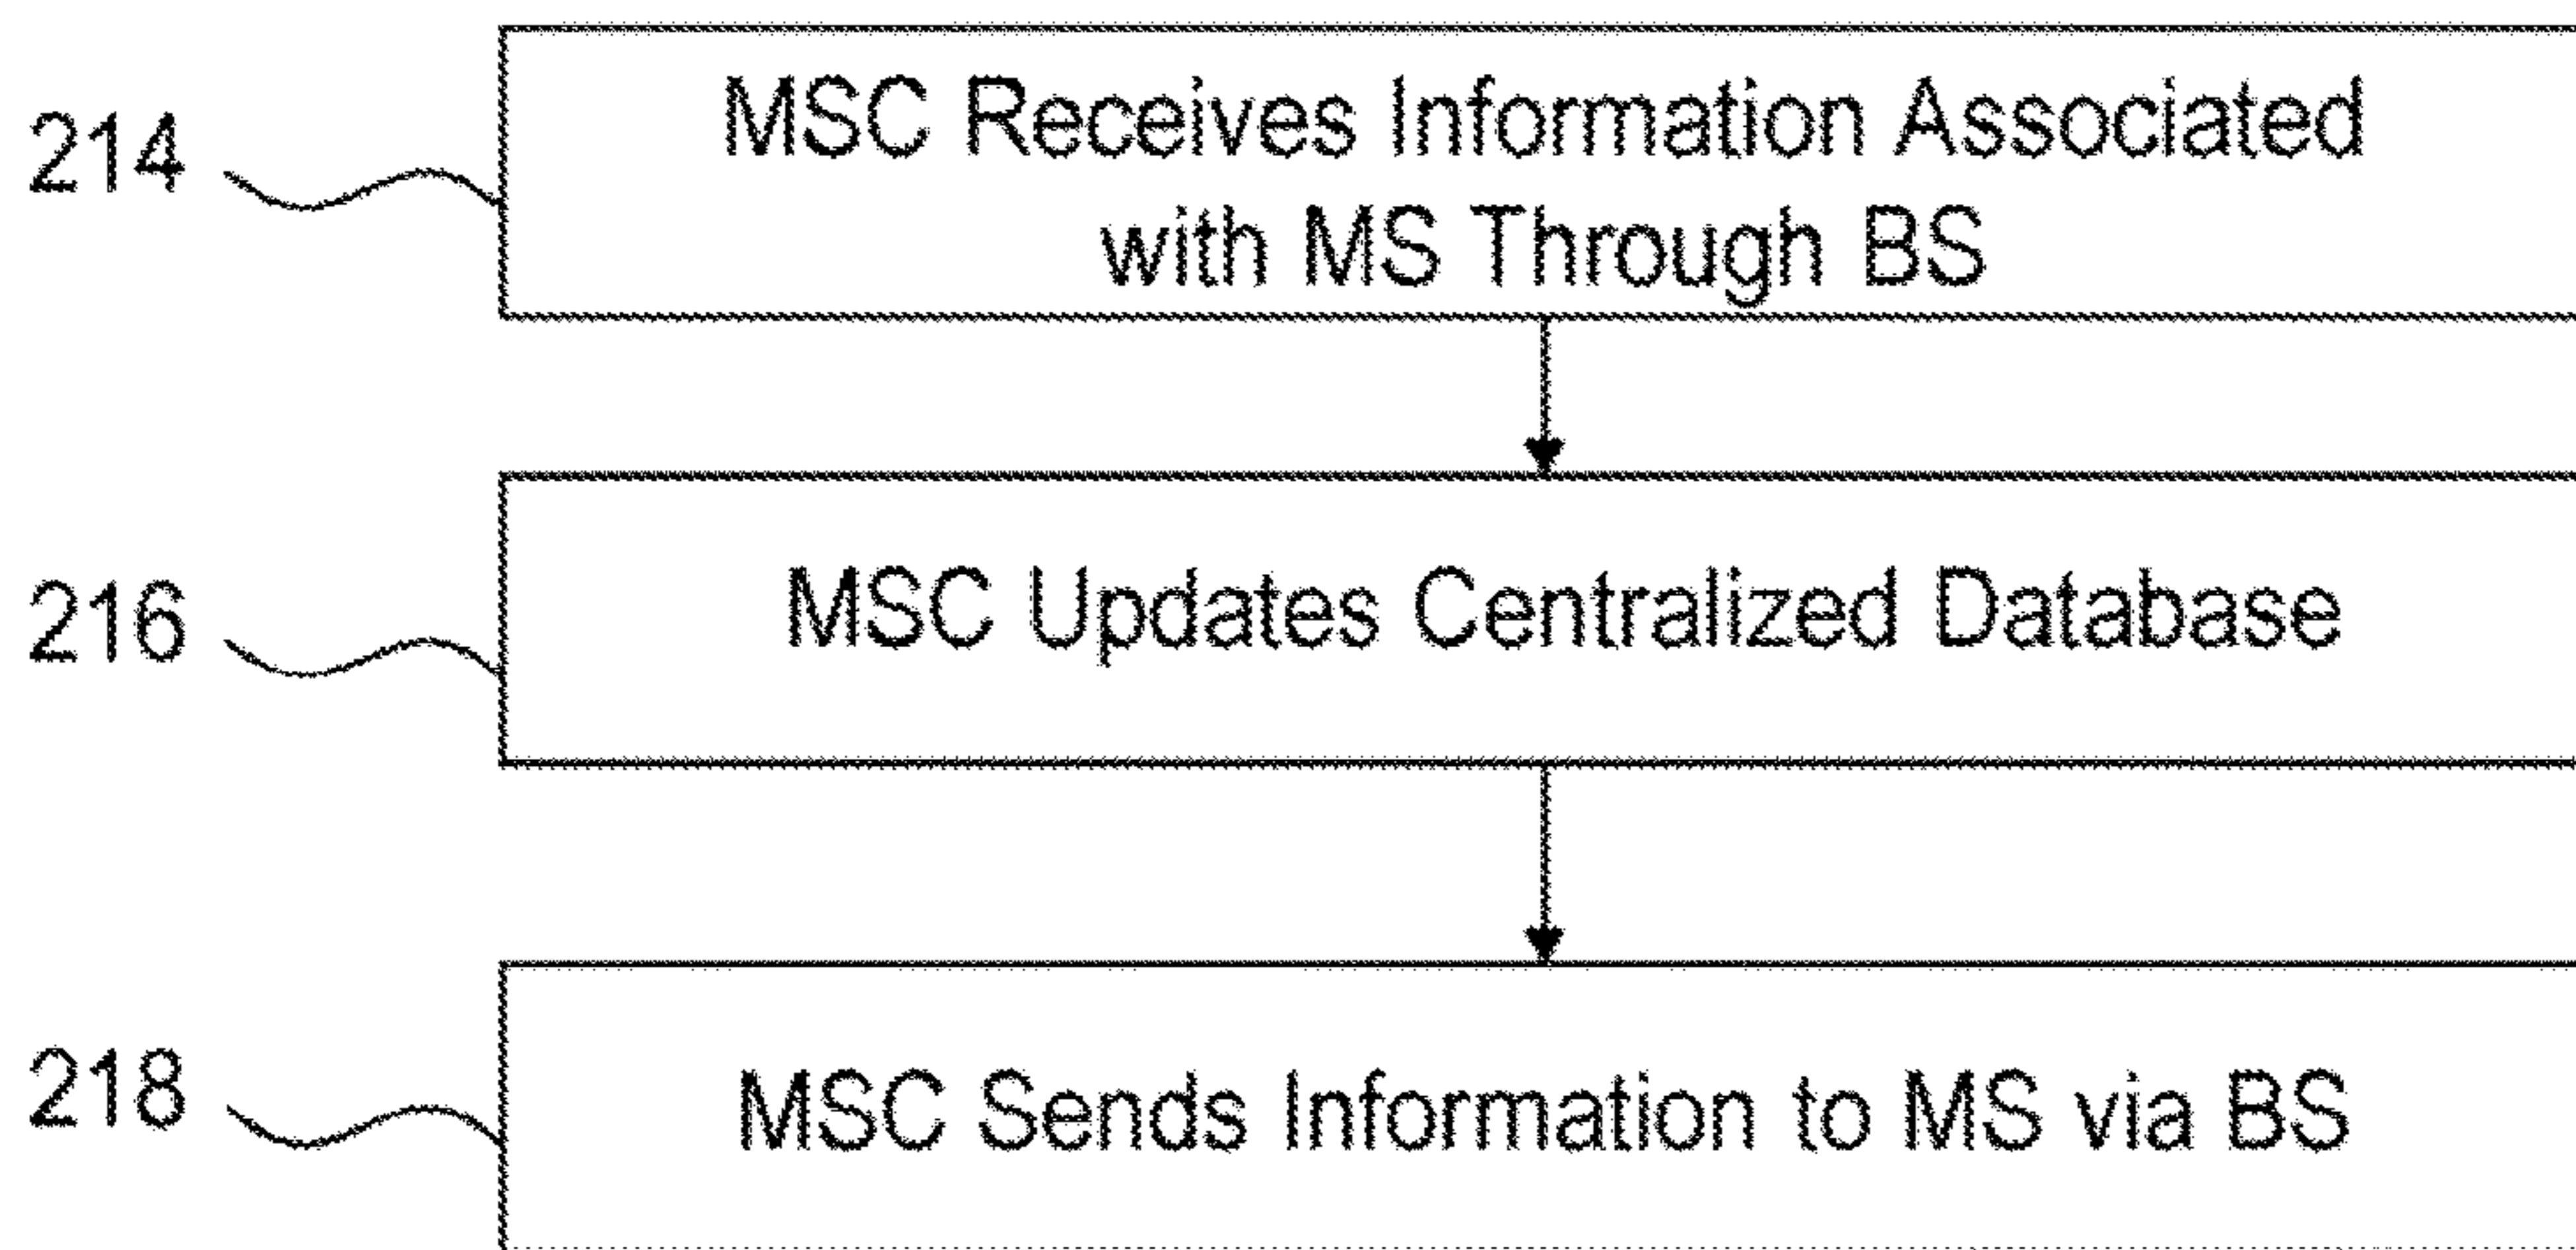 214
MSC Receives Information Associated
with MS Through BS
216
MSC Updates Centralized Database
218
MSC Sends Information to MS via BS